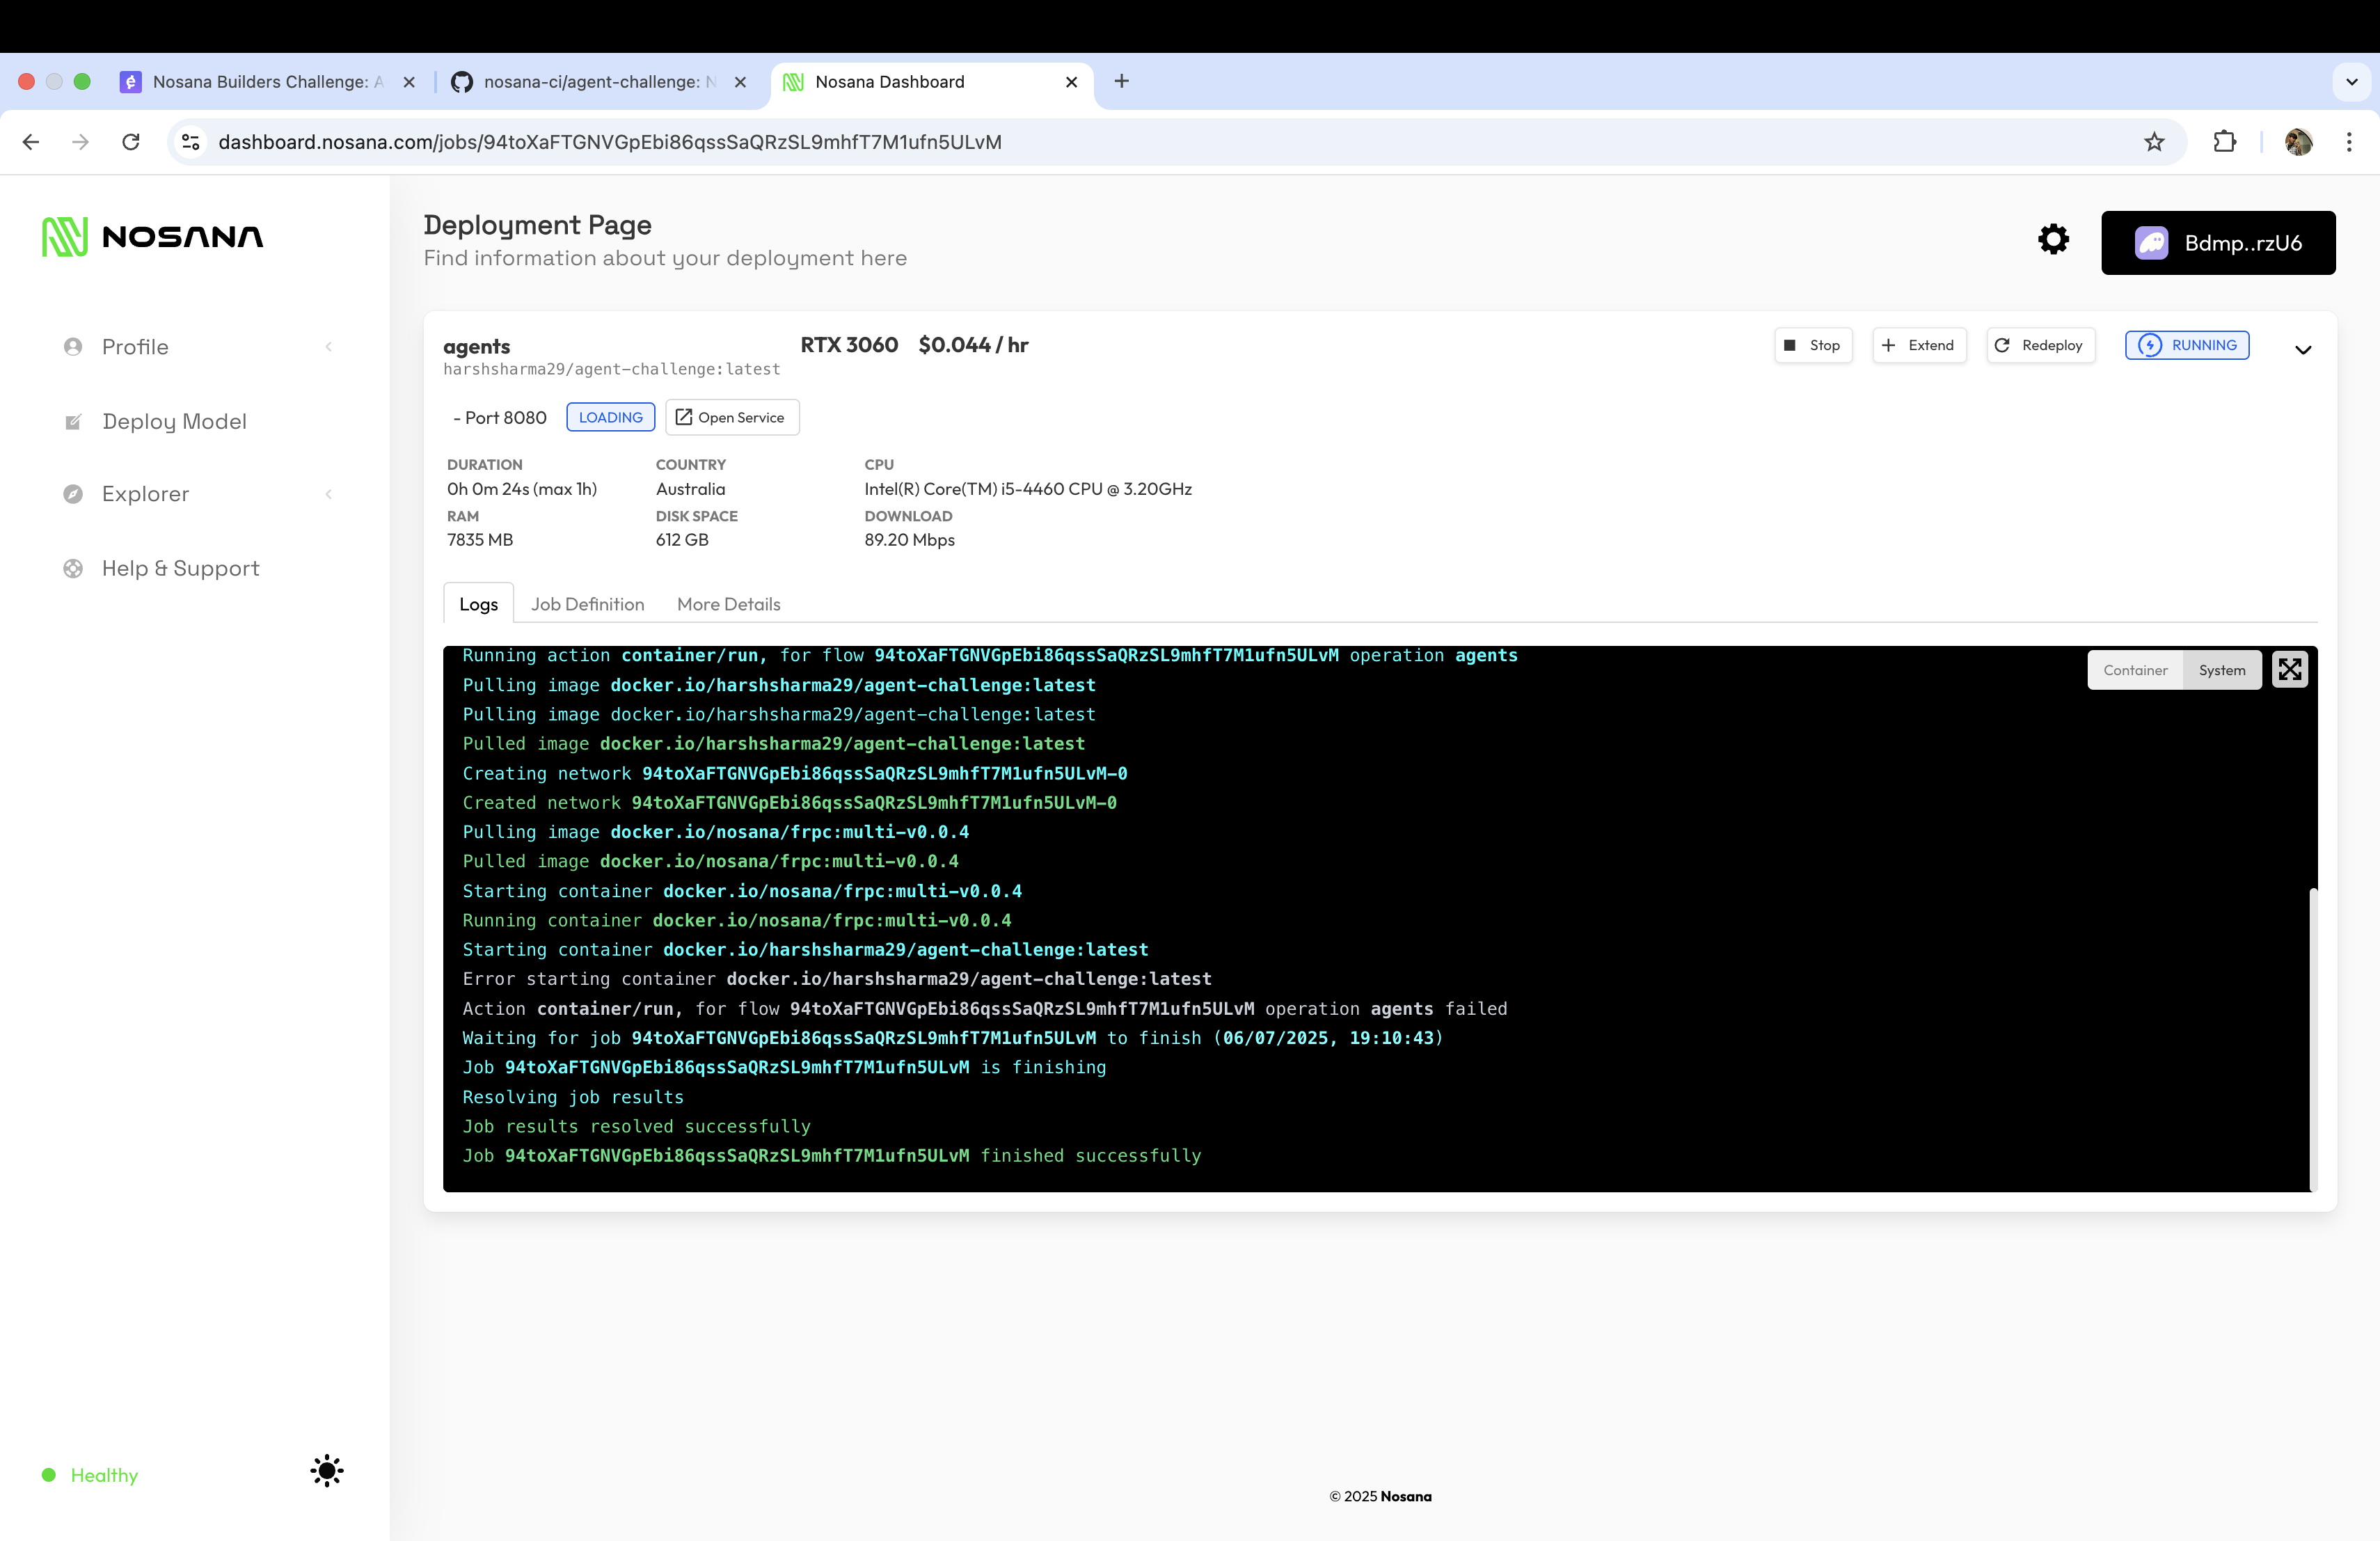 Nosana Builders Challenge: A
nosana-ci/agent-challenge: N
Nosana Dashboard
dashboard.nosana.com/jobs/94toXaFTGNVGpEbi86qssSaQRzSL9mhfT7M1ufn5ULvM
NOSANA
Profile
Deploy Model
Explorer
Help & Support
Healthy
Deployment Page
Find information about your deployment here
Bdmp..rzU6
agents
harshsharma29/agent-challenge:latest
RTX 3060 $0.044 / hr
Stop
Extend
Redeploy
RUNNING
- Port 8080 LOADING Open Service
DURATION COUNTRY CPU
0h 0m 24s (max 1h) Australia Intel(R) Core(TM) i5-4460 CPU @ 3.20GHz
RAM DISK SPACE DOWNLOAD
7835 MB 612 GB 89.20 Mbps
Logs Job Definition More Details
Container System
Running action container/run, for flow 94toXaFTGNVGpEbi86qssSaQRzSL9mhfT7M1ufn5ULvM operation agents
Pulling image docker.io/harshsharma29/agent-challenge:latest
Pulling image docker.io/harshsharma29/agent-challenge:latest
Pulled image docker.io/harshsharma29/agent-challenge:latest
Creating network 94toXaFTGNVGpEbi86qssSaQRzSL9mhfT7M1ufn5ULvM-0
Created network 94toXaFTGNVGpEbi86qssSaQRzSL9mhfT7M1ufn5ULvM-0
Pulling image docker.io/nosana/frpc:multi-v0.0.4
Pulled image docker.io/nosana/frpc:multi-v0.0.4
Starting container docker.io/nosana/frpc:multi-v0.0.4
Running container docker.io/nosana/frpc:multi-v0.0.4
Starting container docker.io/harshsharma29/agent-challenge:latest
Error starting container docker.io/harshsharma29/agent-challenge:latest
Action container/run, for flow 94toXaFTGNVGpEbi86qssSaQRzSL9mhfT7M1ufn5ULvM operation agents failed
Waiting for job 94toXaFTGNVGpEbi86qssSaQRzSL9mhfT7M1ufn5ULvM to finish (06/07/2025, 19:10:43)
Job 94toXaFTGNVGpEbi86qssSaQRzSL9mhfT7M1ufn5ULvM is finishing
Resolving job results
Job results resolved successfully
Job 94toXaFTGNVGpEbi86qssSaQRzSL9mhfT7M1ufn5ULvM finished successfully
© 2025 Nosana